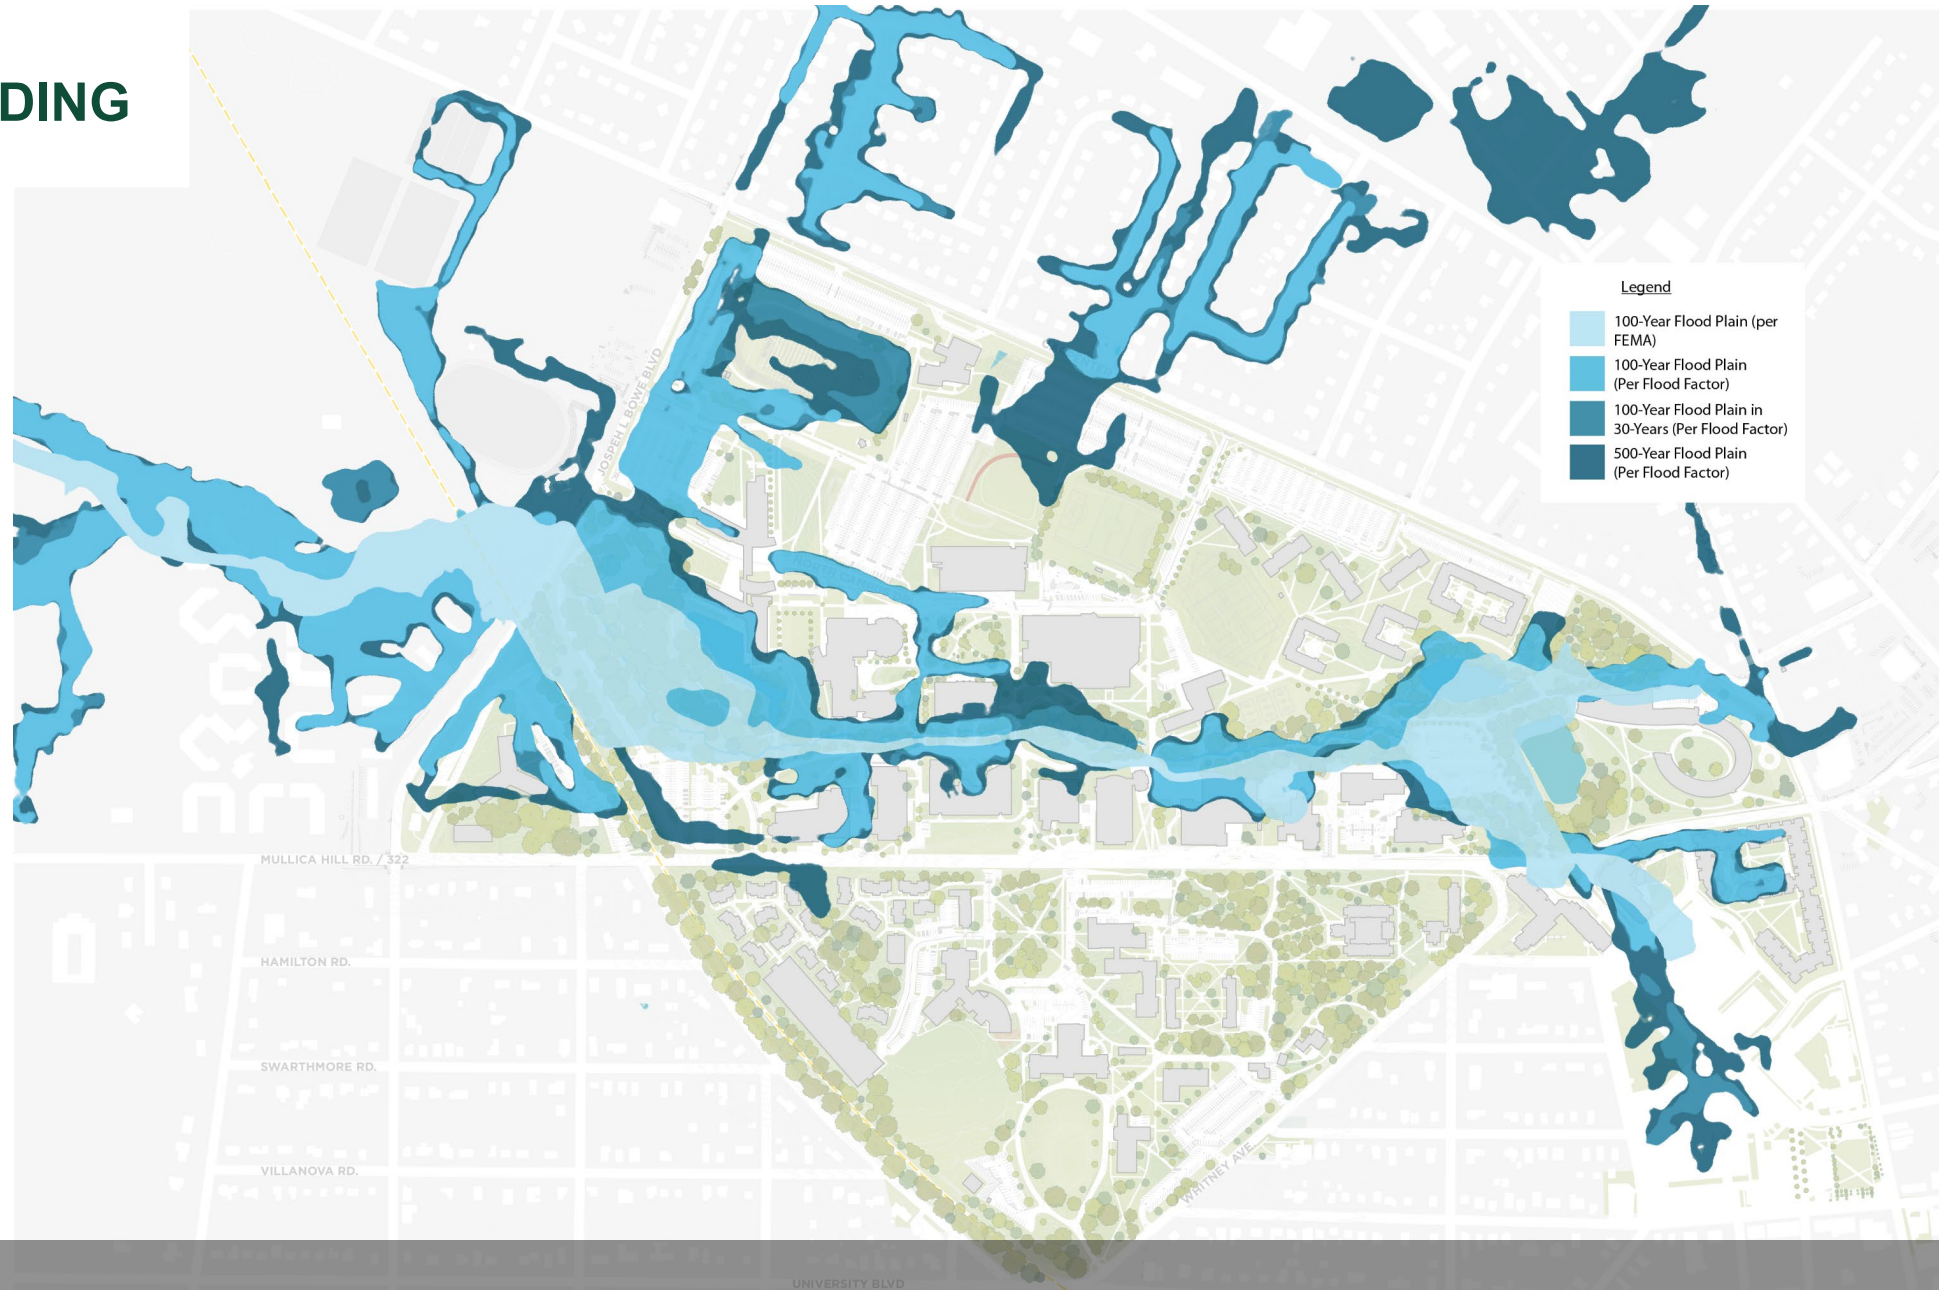 DING
Legend
100-Year Flood Plain (per
FEMA)
100-Year Flood Plain
(Per Flood Factor)
100-Year Flood Plain in
30-Years (Per Flood Factor)
500-Year Flood Plain
(Per Flood Factor)
JOSPEH L BOWE BLVD
MULLICA HILL RD. / 322
HAMILTON RD.
SWARTHMORE RD.
VILLANOVA RD.
WHITNEY AVE
UNIVERSITY BLVD